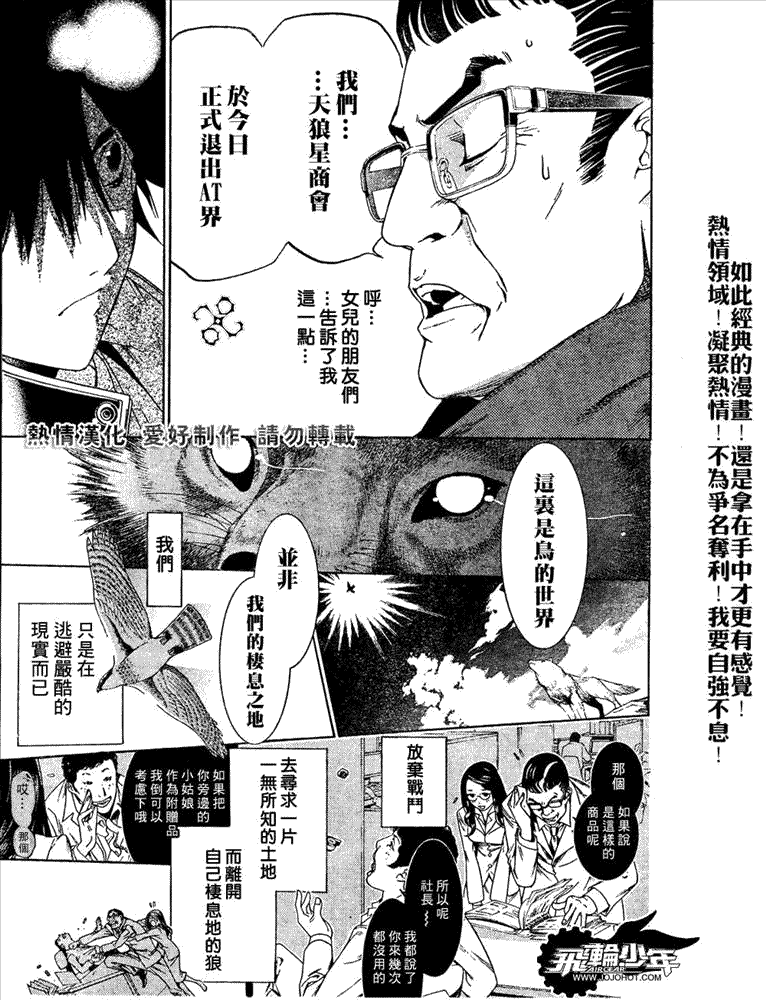 我們…
…天狼星商會
於今日
正式退出AT界
呼…
女兒的朋友們
…告訴了我
這一點…
熱情漢化 愛好制作 請勿轉載
這裏是鳥的世界
並非
我們的棲息之地
我們
只是在
逃避嚴酷的
現實而已
那個
如果說
是這樣的
商品呢
放棄戰鬥
去尋求一片
一無所知的土地
而離開
自己棲息地的狼
所以呢
社長~
我都說了
你來幾次
都沒用的
如果把
你旁邊的
小姑娘
作為附贈品
我倒可以
考慮下哦
哎…
那個
如此經典的漫畫！還是拿在手中才更有感覺！
熱情領域！凝聚熱情！不為爭名奪利！我要自強不息！
飛輪少年
AIRGEAR
WWW.JOJOHOT.COM